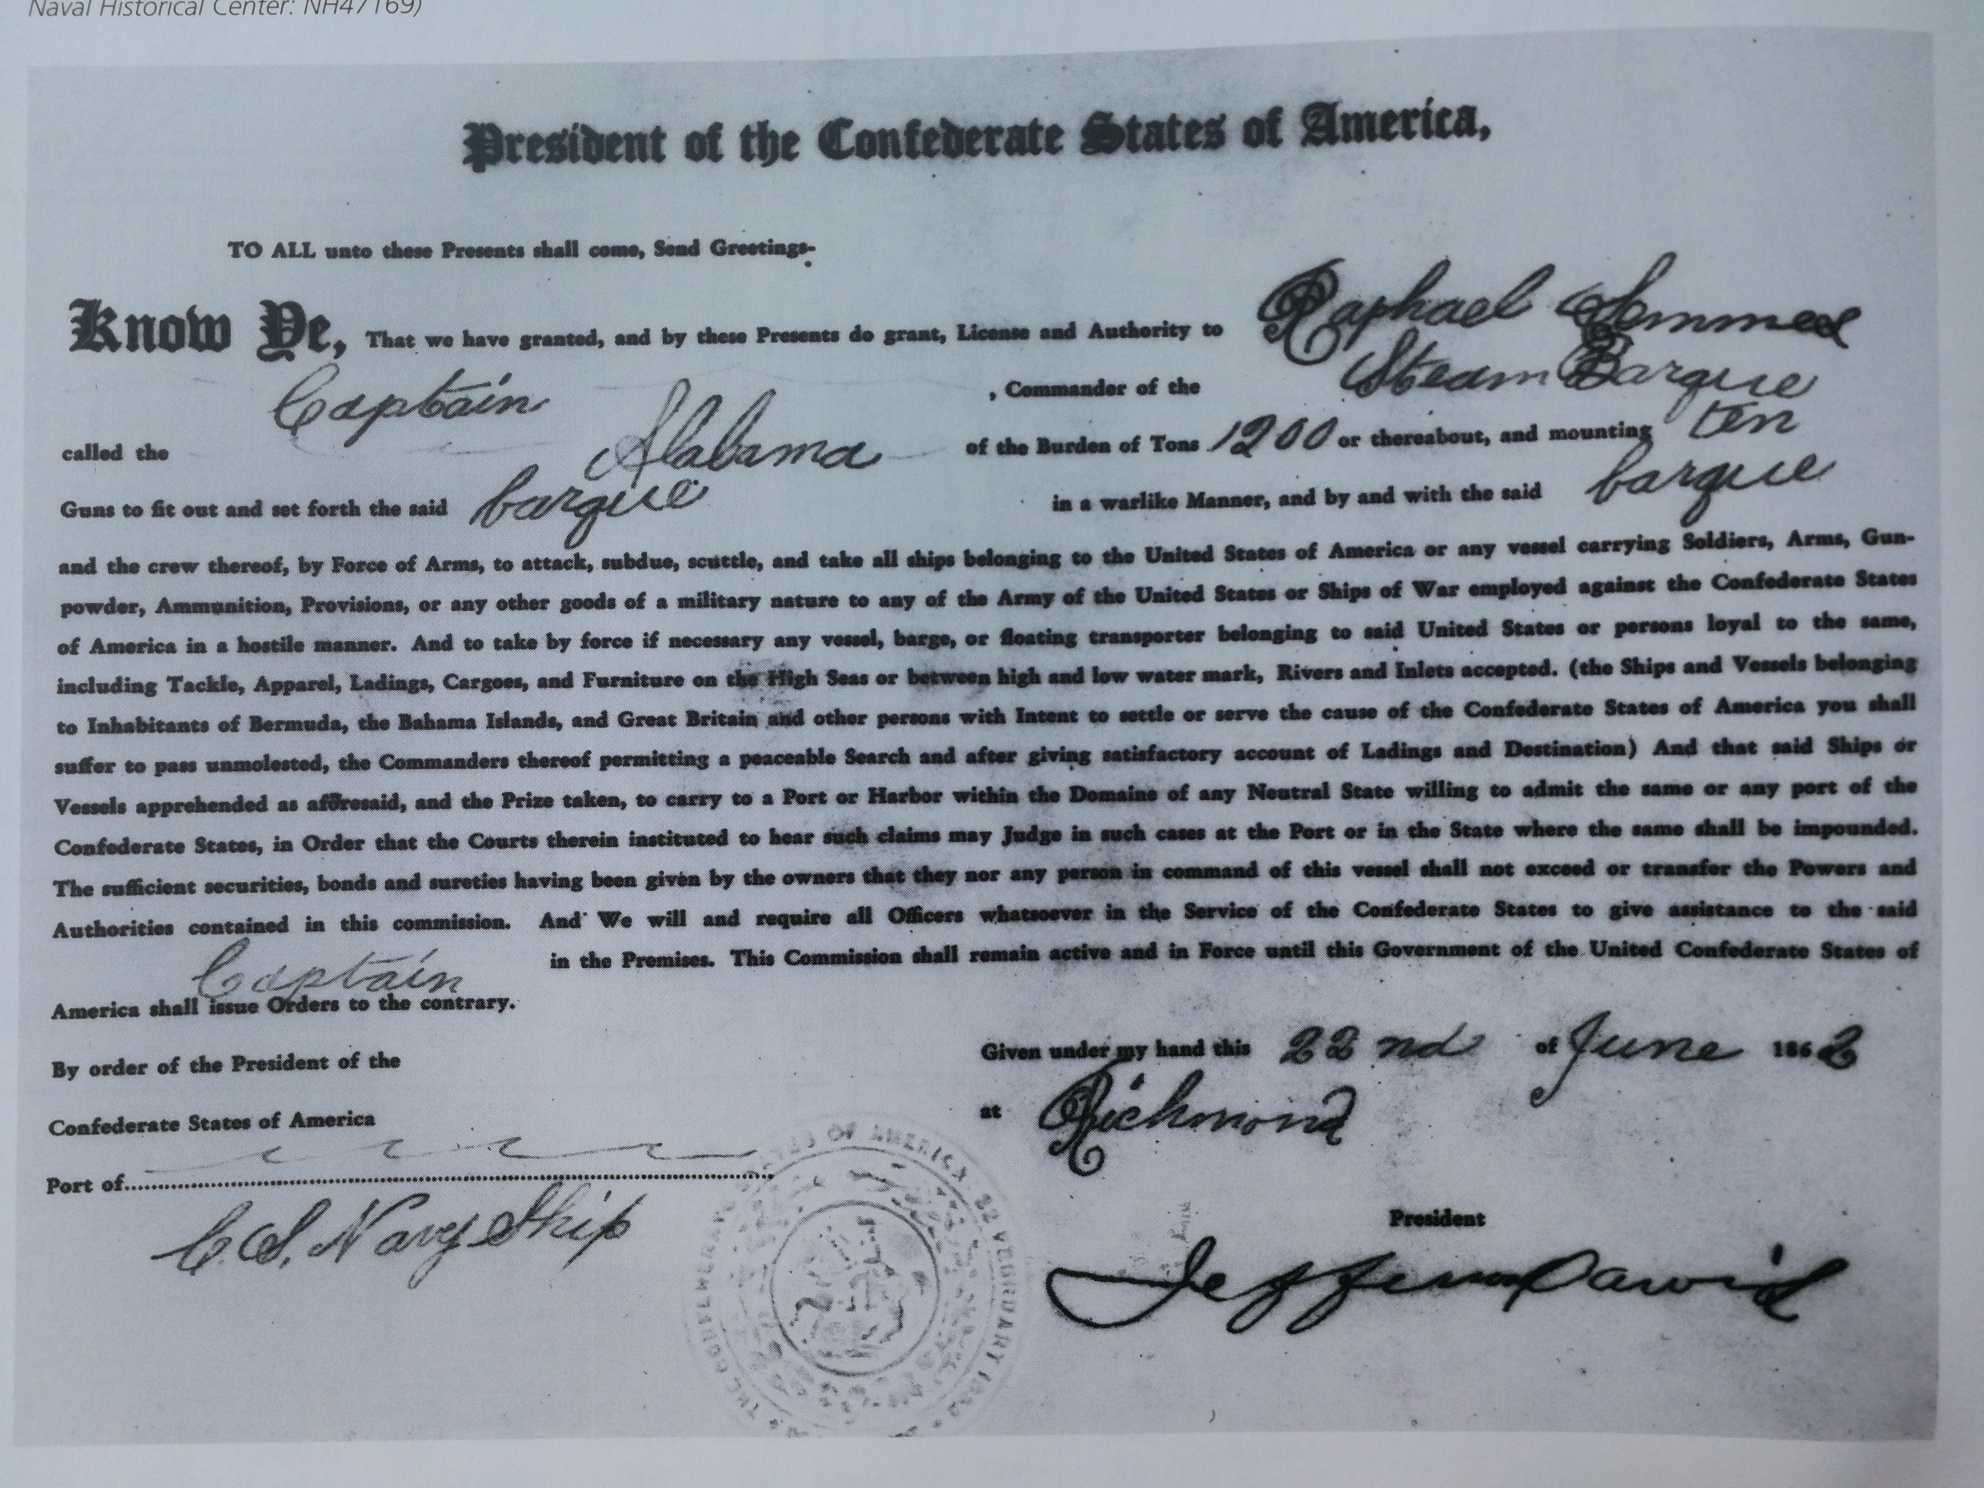 Naval Historical Center: NH47169)
President of the Confederate States of America,
TO ALL unto these Presents shall come, Send Greetings-
Know Ye, That we have granted, and by these Presents do grant, License and Authority to Raphael Semmes
Captain , Commander of the Steam Barque
called the Alabama of the Burden of Tons 1200 or thereabout, and mounting ten
Guns to fit out and set forth the said barque in a warlike Manner, and by and with the said barque
and the crew thereof, by Force of Arms, to attack, subdue, scuttle, and take all ships belonging to the United States of America or any vessel carrying Soldiers, Arms, Gun-
powder, Ammunition, Provisions, or any other goods of a military nature to any of the Army of the United States or Ships of War employed against the Confederate States
of America in a hostile manner. And to take by force if necessary any vessel, barge, or floating transporter belonging to said United States or persons loyal to the same,
including Tackle, Apparel, Ladings, Cargoes, and Furniture on the High Seas or between high and low water mark, Rivers and Inlets accepted. (the Ships and Vessels belonging
to Inhabitants of Bermuda, the Bahama Islands, and Great Britain and other persons with Intent to settle or serve the cause of the Confederate States of America you shall
suffer to pass unmolested, the Commanders thereof permitting a peaceable Search and after giving satisfactory account of Ladings and Destination) And that said Ships or
Vessels apprehended as afforesaid, and the Prize taken, to carry to a Port or Harbor within the Domains of any Neutral State willing to admit the same or any port of the
Confederate States, in Order that the Courts therein instituted to hear such claims may Judge in such cases at the Port or in the State where the same shall be impounded.
The sufficient securities, bonds and sureties having been given by the owners that they nor any person in command of this vessel shall not exceed or transfer the Powers and
Authorities contained in this commission. And We will and require all Officers whatsoever in the Service of the Confederate States to give assistance to the said
Captain in the Premises. This Commission shall remain active and in Force until this Government of the United Confederate States of
America shall issue Orders to the contrary.
Given under my hand this 22nd of June 1862
By order of the President of the
at Richmond
Confederate States of America
Port of
C.S. Navy Ship
President
Jefferson Davis
THE CONFEDERATE STATES OF AMERICA 22 FEBRUARY 1862